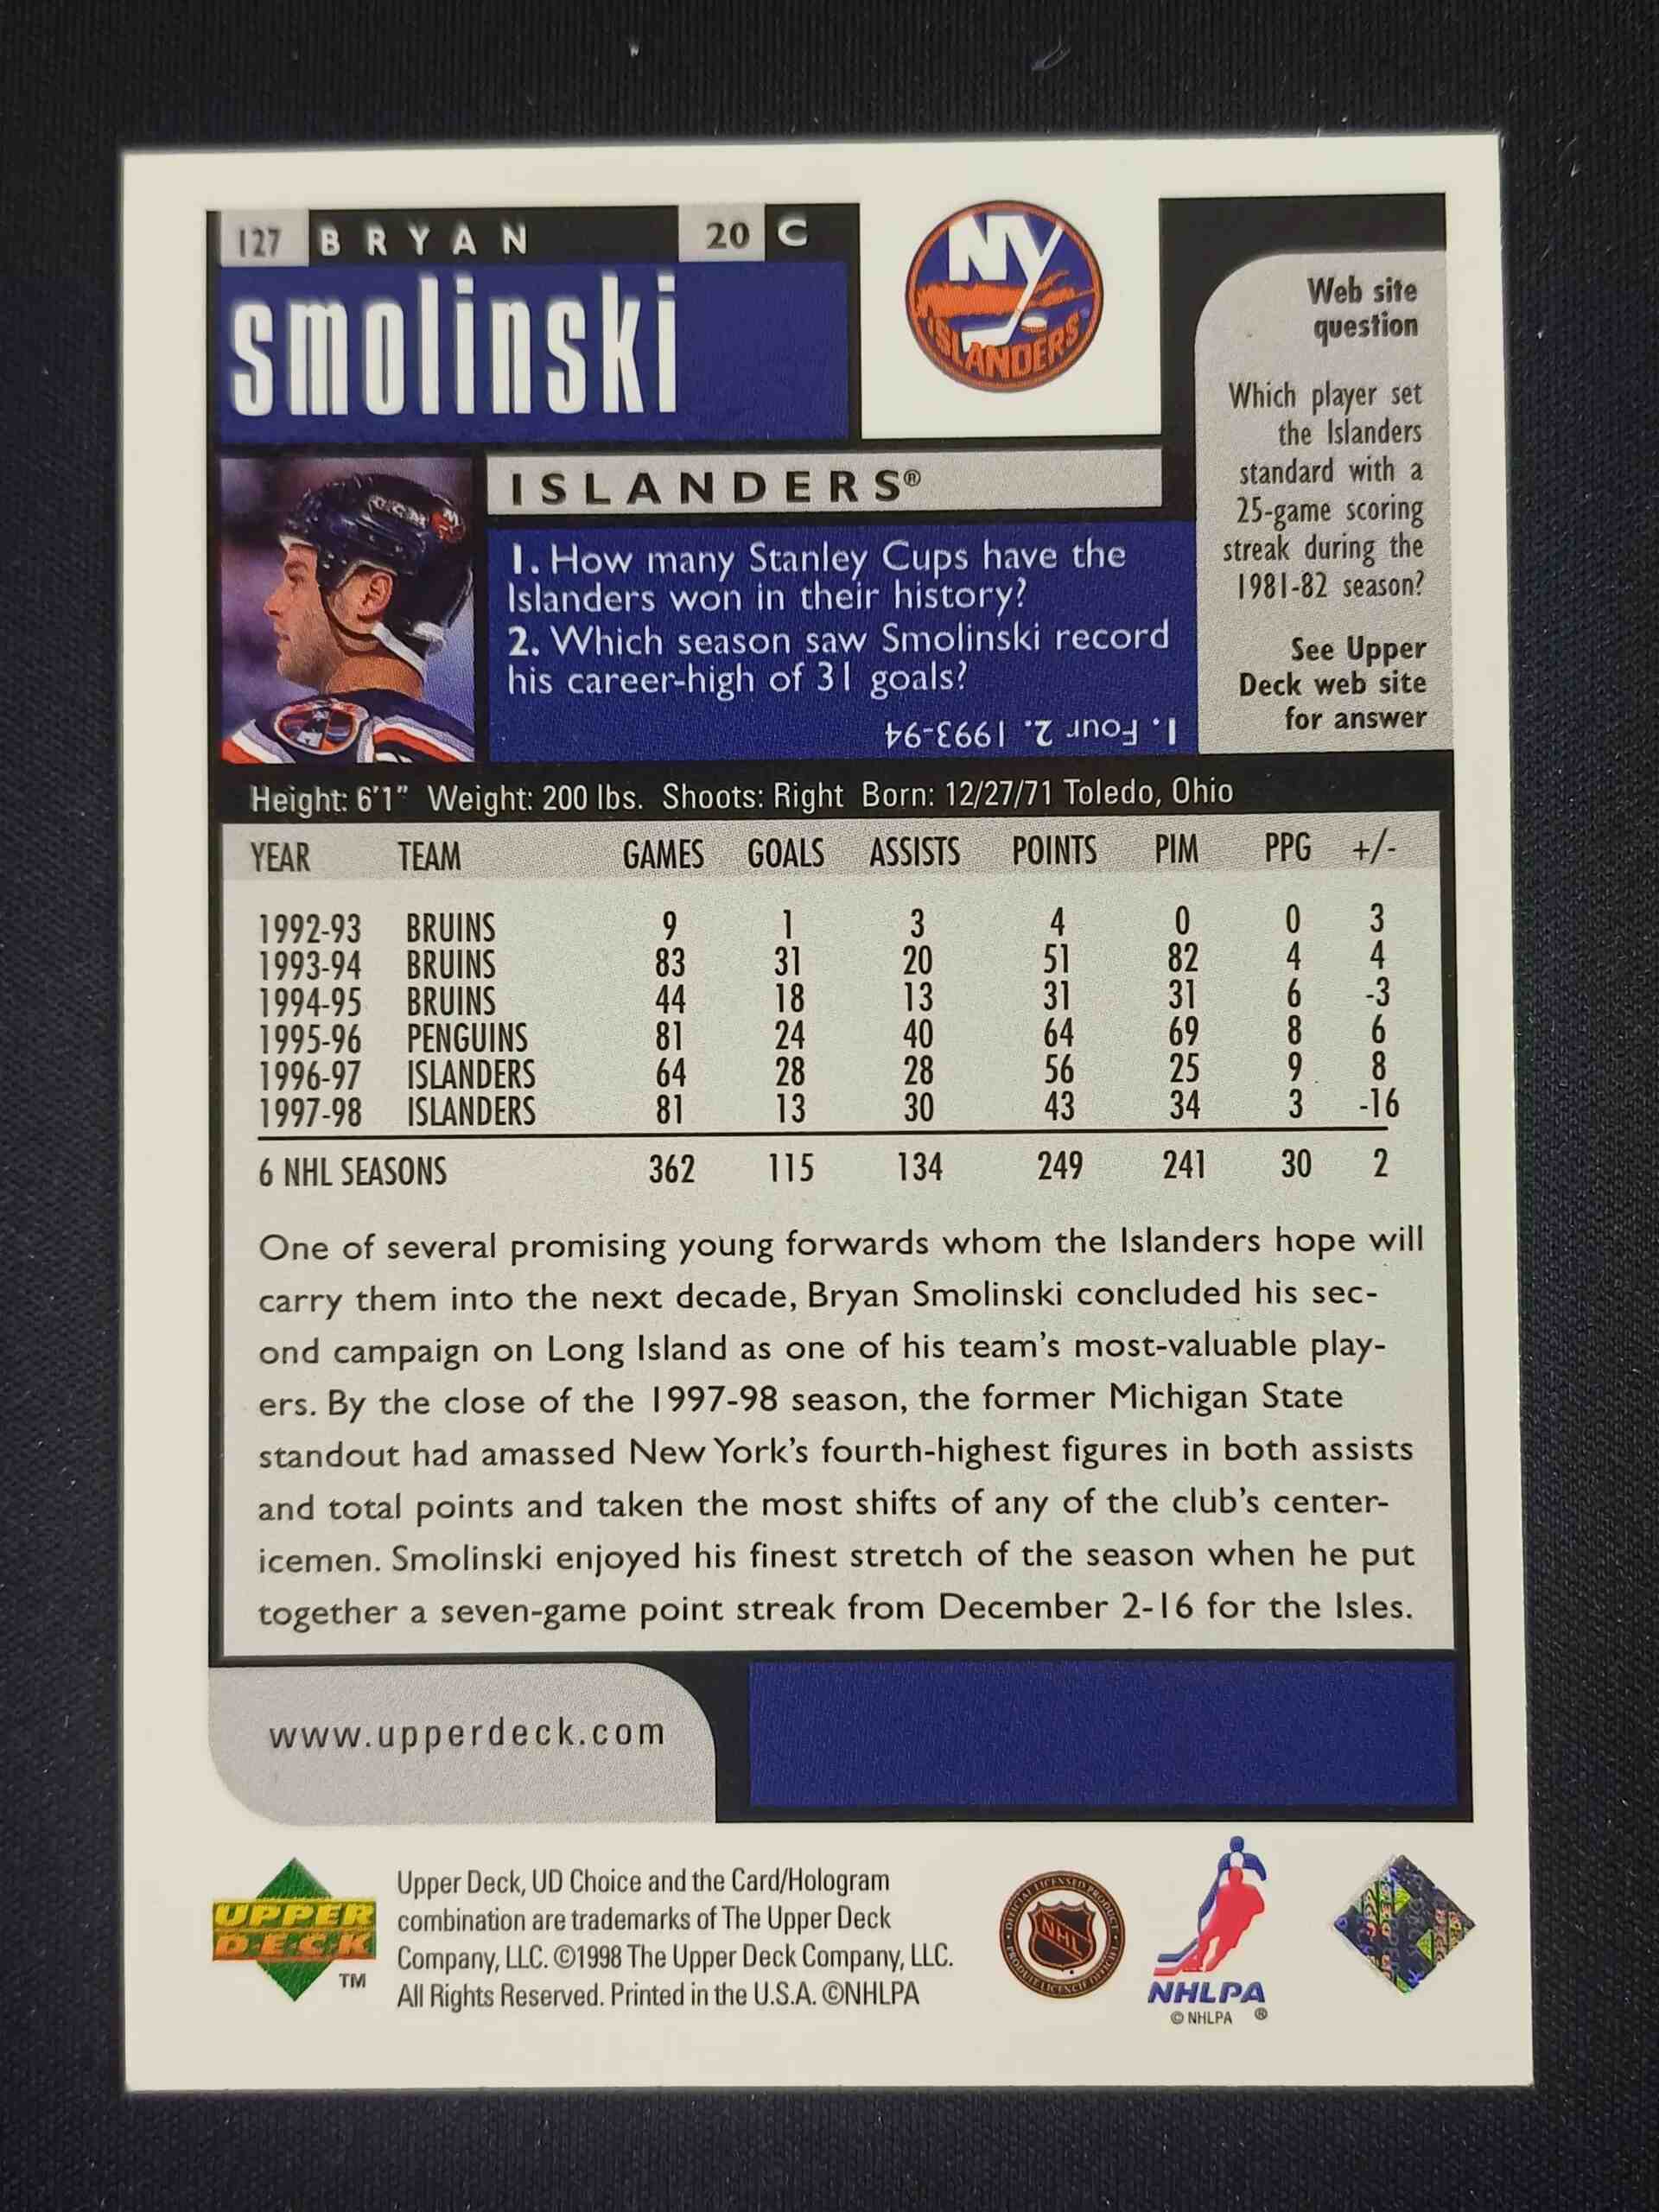 127 BRYAN 20 C
smolinski
NY
ISLANDERS
Web site
question
Which player set
the Islanders
standard with a
25-game scoring
streak during the
1981-82 season?
See Upper
Deck web site
for answer
ISLANDERS®
1. How many Stanley Cups have the
Islanders won in their history?
2. Which season saw Smolinski record
his career-high of 31 goals?
1. Four 2. 1993-94
CCM
Height: 6'1" Weight: 200 lbs. Shoots: Right Born: 12/27/71 Toledo, Ohio
YEAR TEAM GAMES GOALS ASSISTS POINTS PIM PPG +/-
1992-93 BRUINS 9 1 3 4 0 0 3
1993-94 BRUINS 83 31 20 51 82 4 4
1994-95 BRUINS 44 18 13 31 31 6 -3
1995-96 PENGUINS 81 24 40 64 69 8 6
1996-97 ISLANDERS 64 28 28 56 25 9 8
1997-98 ISLANDERS 81 13 30 43 34 3 -16
6 NHL SEASONS 362 115 134 249 241 30 2
One of several promising young forwards whom the Islanders hope will
carry them into the next decade, Bryan Smolinski concluded his sec-
ond campaign on Long Island as one of his team's most-valuable play-
ers. By the close of the 1997-98 season, the former Michigan State
standout had amassed New York's fourth-highest figures in both assists
and total points and taken the most shifts of any of the club's center-
icemen. Smolinski enjoyed his finest stretch of the season when he put
together a seven-game point streak from December 2-16 for the Isles.
www.upperdeck.com
UPPER
DECK
TM
Upper Deck, UD Choice and the Card/Hologram
combination are trademarks of The Upper Deck
Company, LLC. ©1998 The Upper Deck Company, LLC.
All Rights Reserved. Printed in the U.S.A. ©NHLPA
OFFICIAL LICENSED PRODUCT
NHL
NHLPA
© NHLPA ®